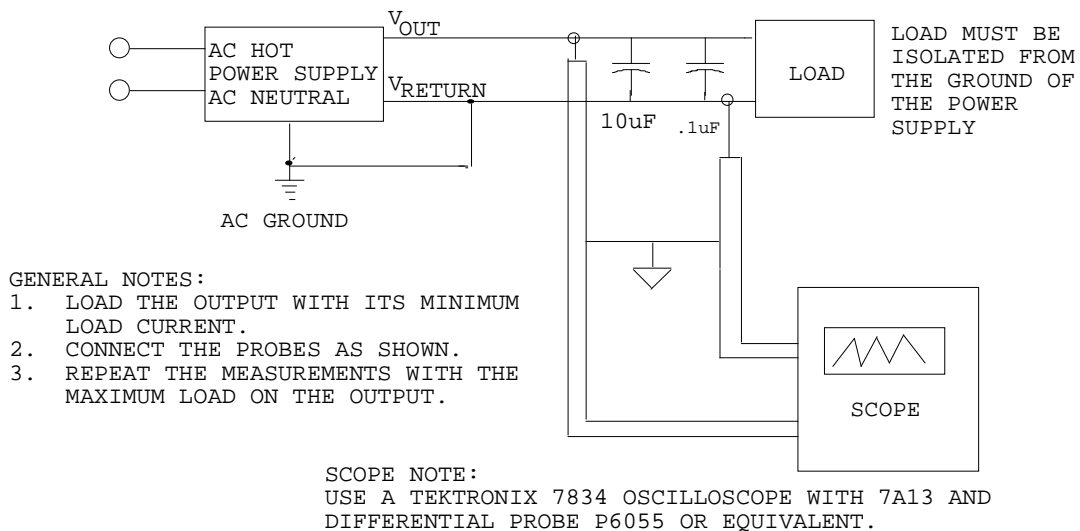 V OUT
AC HOT
POWER SUPPLY
AC NEUTRAL
V RETURN
10uF
.1uF
LOAD
LOAD MUST BE
ISOLATED FROM
THE GROUND OF
THE POWER
SUPPLY
AC GROUND
GENERAL NOTES:
1. LOAD THE OUTPUT WITH ITS MINIMUM
LOAD CURRENT.
2. CONNECT THE PROBES AS SHOWN.
3. REPEAT THE MEASUREMENTS WITH THE
MAXIMUM LOAD ON THE OUTPUT.
SCOPE
SCOPE NOTE:
USE A TEKTRONIX 7834 OSCILLOSCOPE WITH 7A13 AND
DIFFERENTIAL PROBE P6055 OR EQUIVALENT.